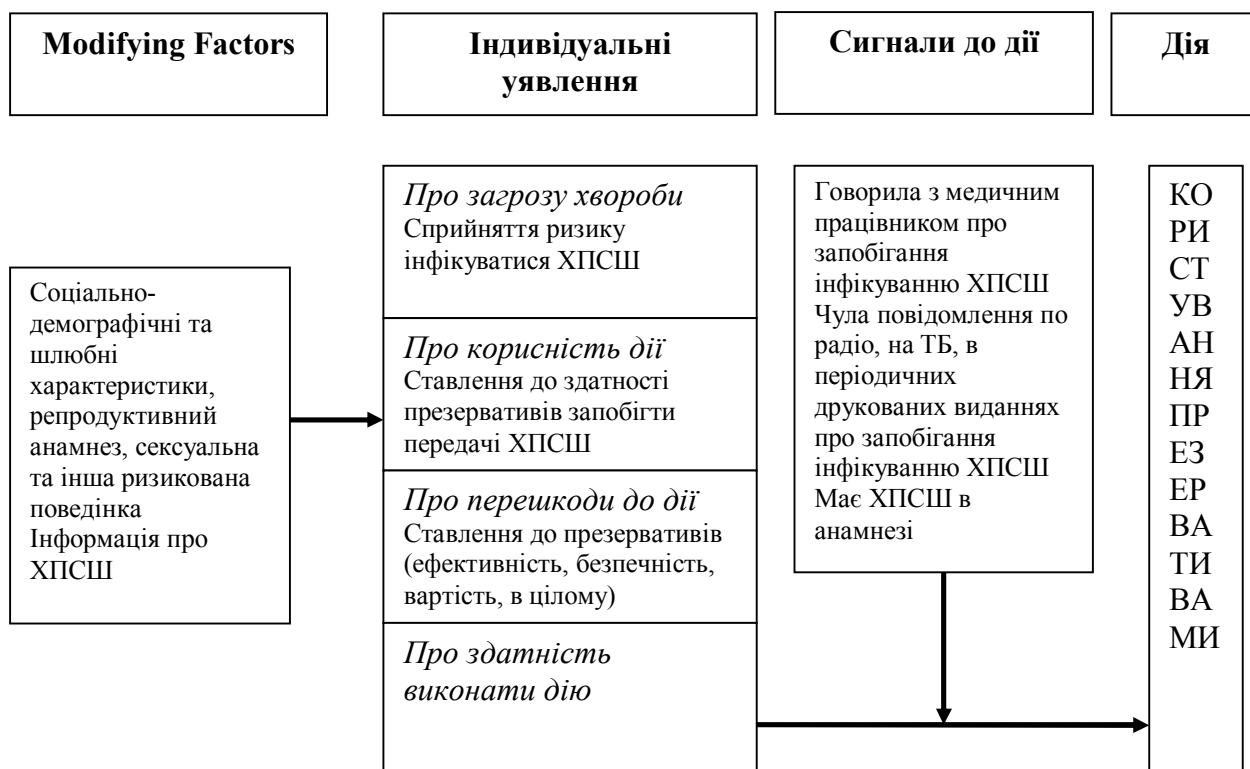 Modifying Factors
Індивідуальні
уявлення
Сигнали до дії
Дія
Соціально-
демографічні та
шлюбні
характеристики,
репродуктивний
анамнез, сексуальна
та інша ризикована
поведінка
Інформація про
ХПСШ
Про загрозу хвороби
Сприйняття ризику
інфікуватися ХПСШ
Про корисність дії
Ставлення до здатності
презервативів запобігти
передачі ХПСШ
Про перешкоди до дії
Ставлення до презервативів
(ефективність, безпечність,
вартість, в цілому)
Про здатність
виконати дію
Говорила з медичним
працівником про
запобігання
інфікуванню ХПСШ
Чула повідомлення по
радіо, на ТБ, в
періодичних
друкованих виданнях
про запобігання
інфікуванню ХПСШ
Має ХПСШ в
анамнезі
КО
РИ
СТ
УВ
АН
НЯ
ПР
ЕЗ
ЕР
ВА
ТИ
ВА
МИ